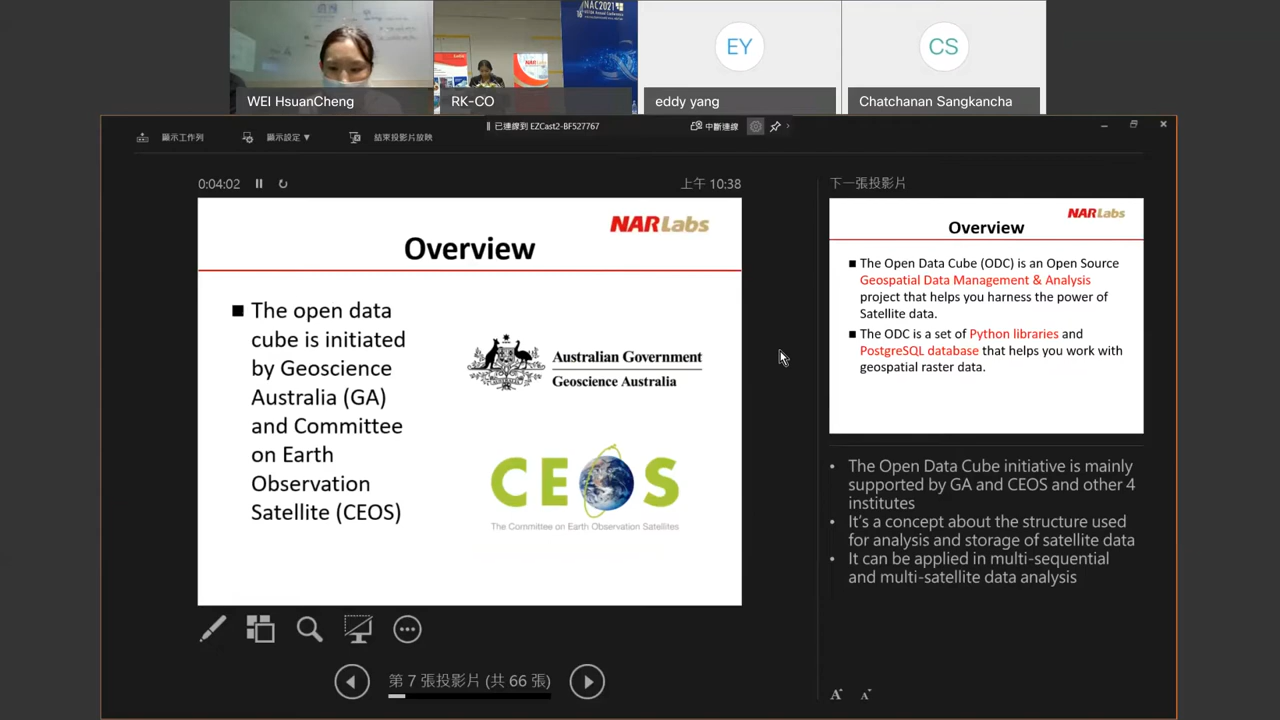 NAC2021
WEI HsuanCheng
RK-CO
EY
eddy yang
CS
Chatchanan Sangkancha
顯示工作列
顯示設定 ▼
結束投影片放映
已連線到 EZCast2-BF527767
中斷連線
0:04:02
上午 10:38
NARLabs
Overview
■ The open data
cube is initiated
by Geoscience
Australia (GA)
and Committee
on Earth
Observation
Satellite (CEOS)
Australian Government
Geoscience Australia
CEOS
The Committee on Earth Observation Satellites
第 7 張投影片 (共 66 張)
下一張投影片
NARLabs
Overview
■ The Open Data Cube (ODC) is an Open Source
Geospatial Data Management & Analysis
project that helps you harness the power of
Satellite data.
■ The ODC is a set of Python libraries and
PostgreSQL database that helps you work with
geospatial raster data.
• The Open Data Cube initiative is mainly
supported by GA and CEOS and other 4
institutes
• It's a concept about the structure used
for analysis and storage of satellite data
• It can be applied in multi-sequential
and multi-satellite data analysis
A A